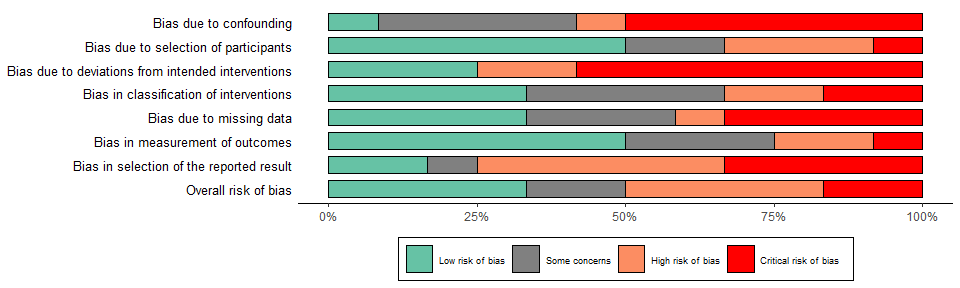 Bias due to confounding
Bias due to selection of participants
Bias due to deviations from intended interventions
Bias in classification of interventions
Bias due to missing data
Bias in measurement of outcomes
Bias in selection of the reported result
Overall risk of bias
0% 25% 50% 75% 100%
Low risk of bias Some concerns High risk of bias Critical risk of bias